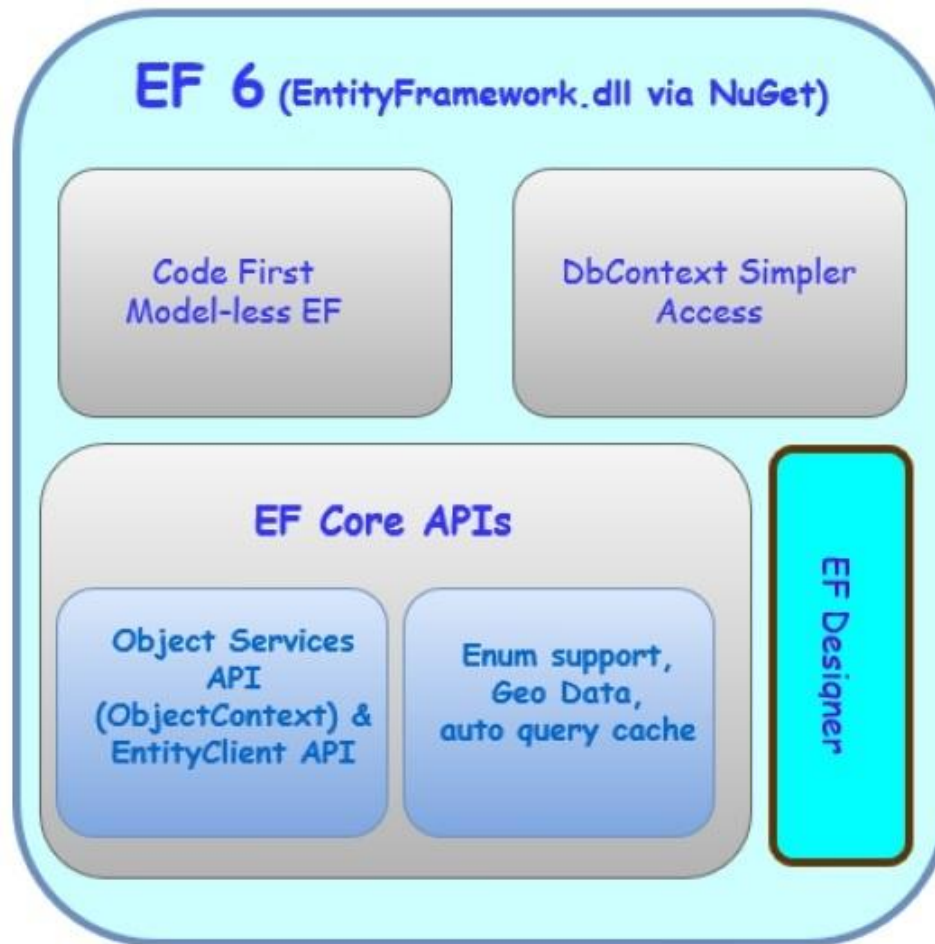 EF 6 (EntityFramework.dll via NuGet)
Code First
Model-less EF
DbContext Simpler
Access
EF Core APIs
Object Services
API
(ObjectContext) &
EntityClient API
Enum support,
Geo Data,
auto query cache
EF Designer